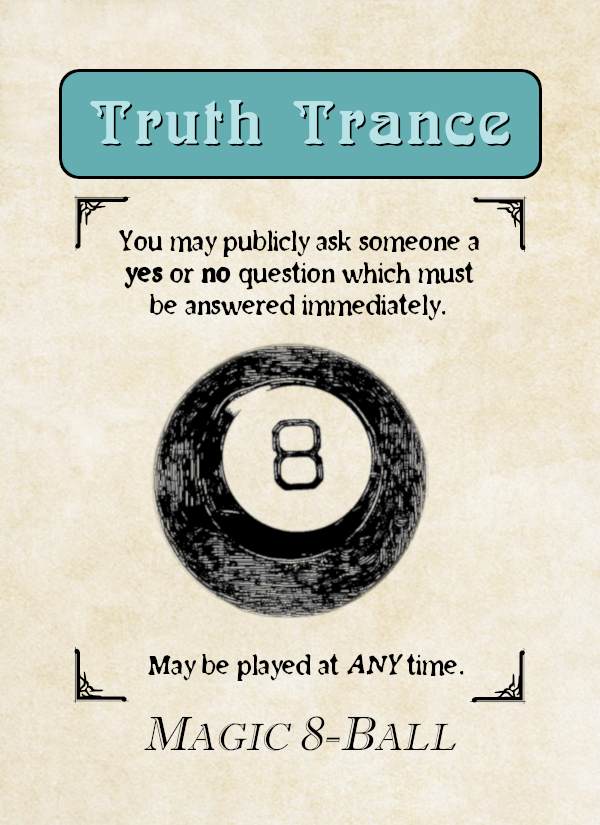 Truth Trance
You may publicly ask someone a
yes or no question which must
be answered immediately.
8
May be played at ANY time.
MAGIC 8-BALL